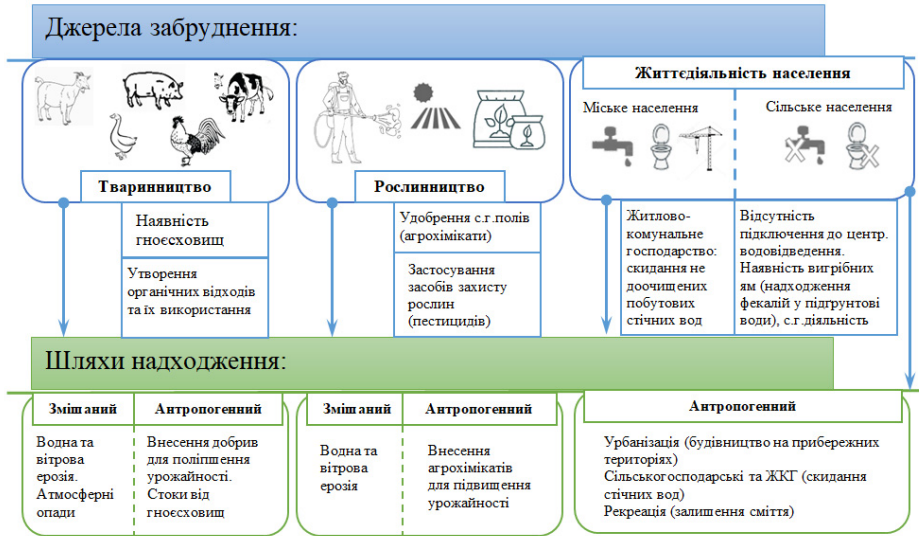 Джерела забруднення:
Тваринництво
Наявність
гноєсховищ
Утворення
органічних відходів
та їх використання
Рослинництво
Удобрення с.г.полів
(агрохімікати)
Застосування
засобів захисту
рослин
(пестицидів)
Життєдіяльність населення
Міське населення
Сільське населення
Житлово-
комунальне
господарство:
скидання не
доочищених
побутових
стічних вод
Відсутність
підключення до центр.
водовідведення.
Наявність вигрібних
ям (надходження
фекалій у підгрунтові
води), с.г.діяльність
Шляхи надходження:
Змішаний
Водна та
вітрова
ерозія.
Атмосферні
опади
Антропогенний
Внесення добрив
для поліпшення
урожайності.
Стоки від
гноєсховищ
Змішаний
Водна та
вітрова
ерозія
Антропогенний
Внесення
агрохімікатів
для підвищення
урожайності
Антропогенний
Урбанізація (будівництво на прибережних
територіях)
Сільськогосподарські та ЖКГ (скидання
стічних вод)
Рекреація (залишення сміття)